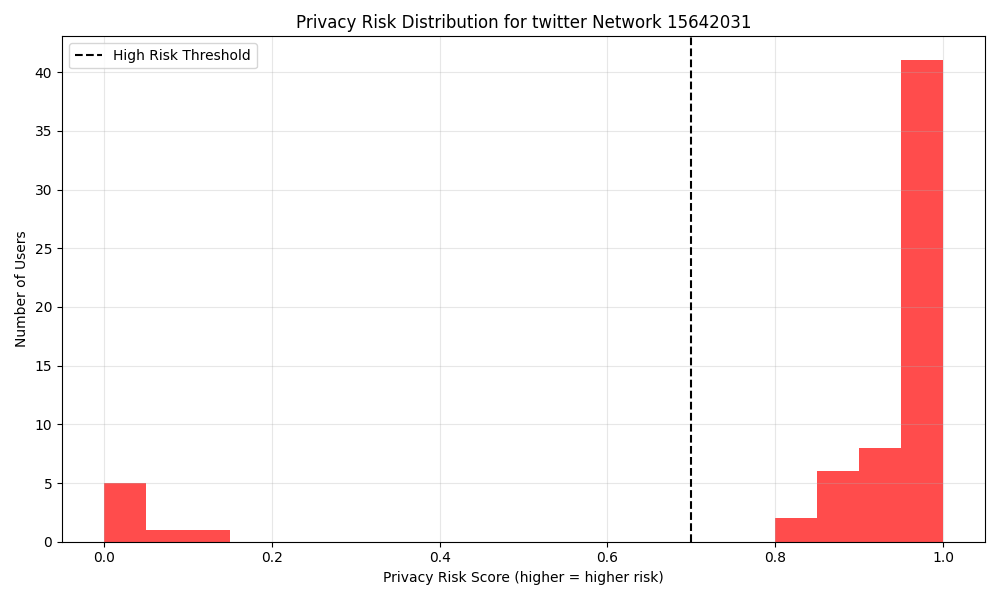 Privacy Risk Distribution for twitter Network 15642031
High Risk Threshold
Number of Users
40
35
30
25
20
15
10
5
0
0.0 0.2 0.4 0.6 0.8 1.0
Privacy Risk Score (higher = higher risk)